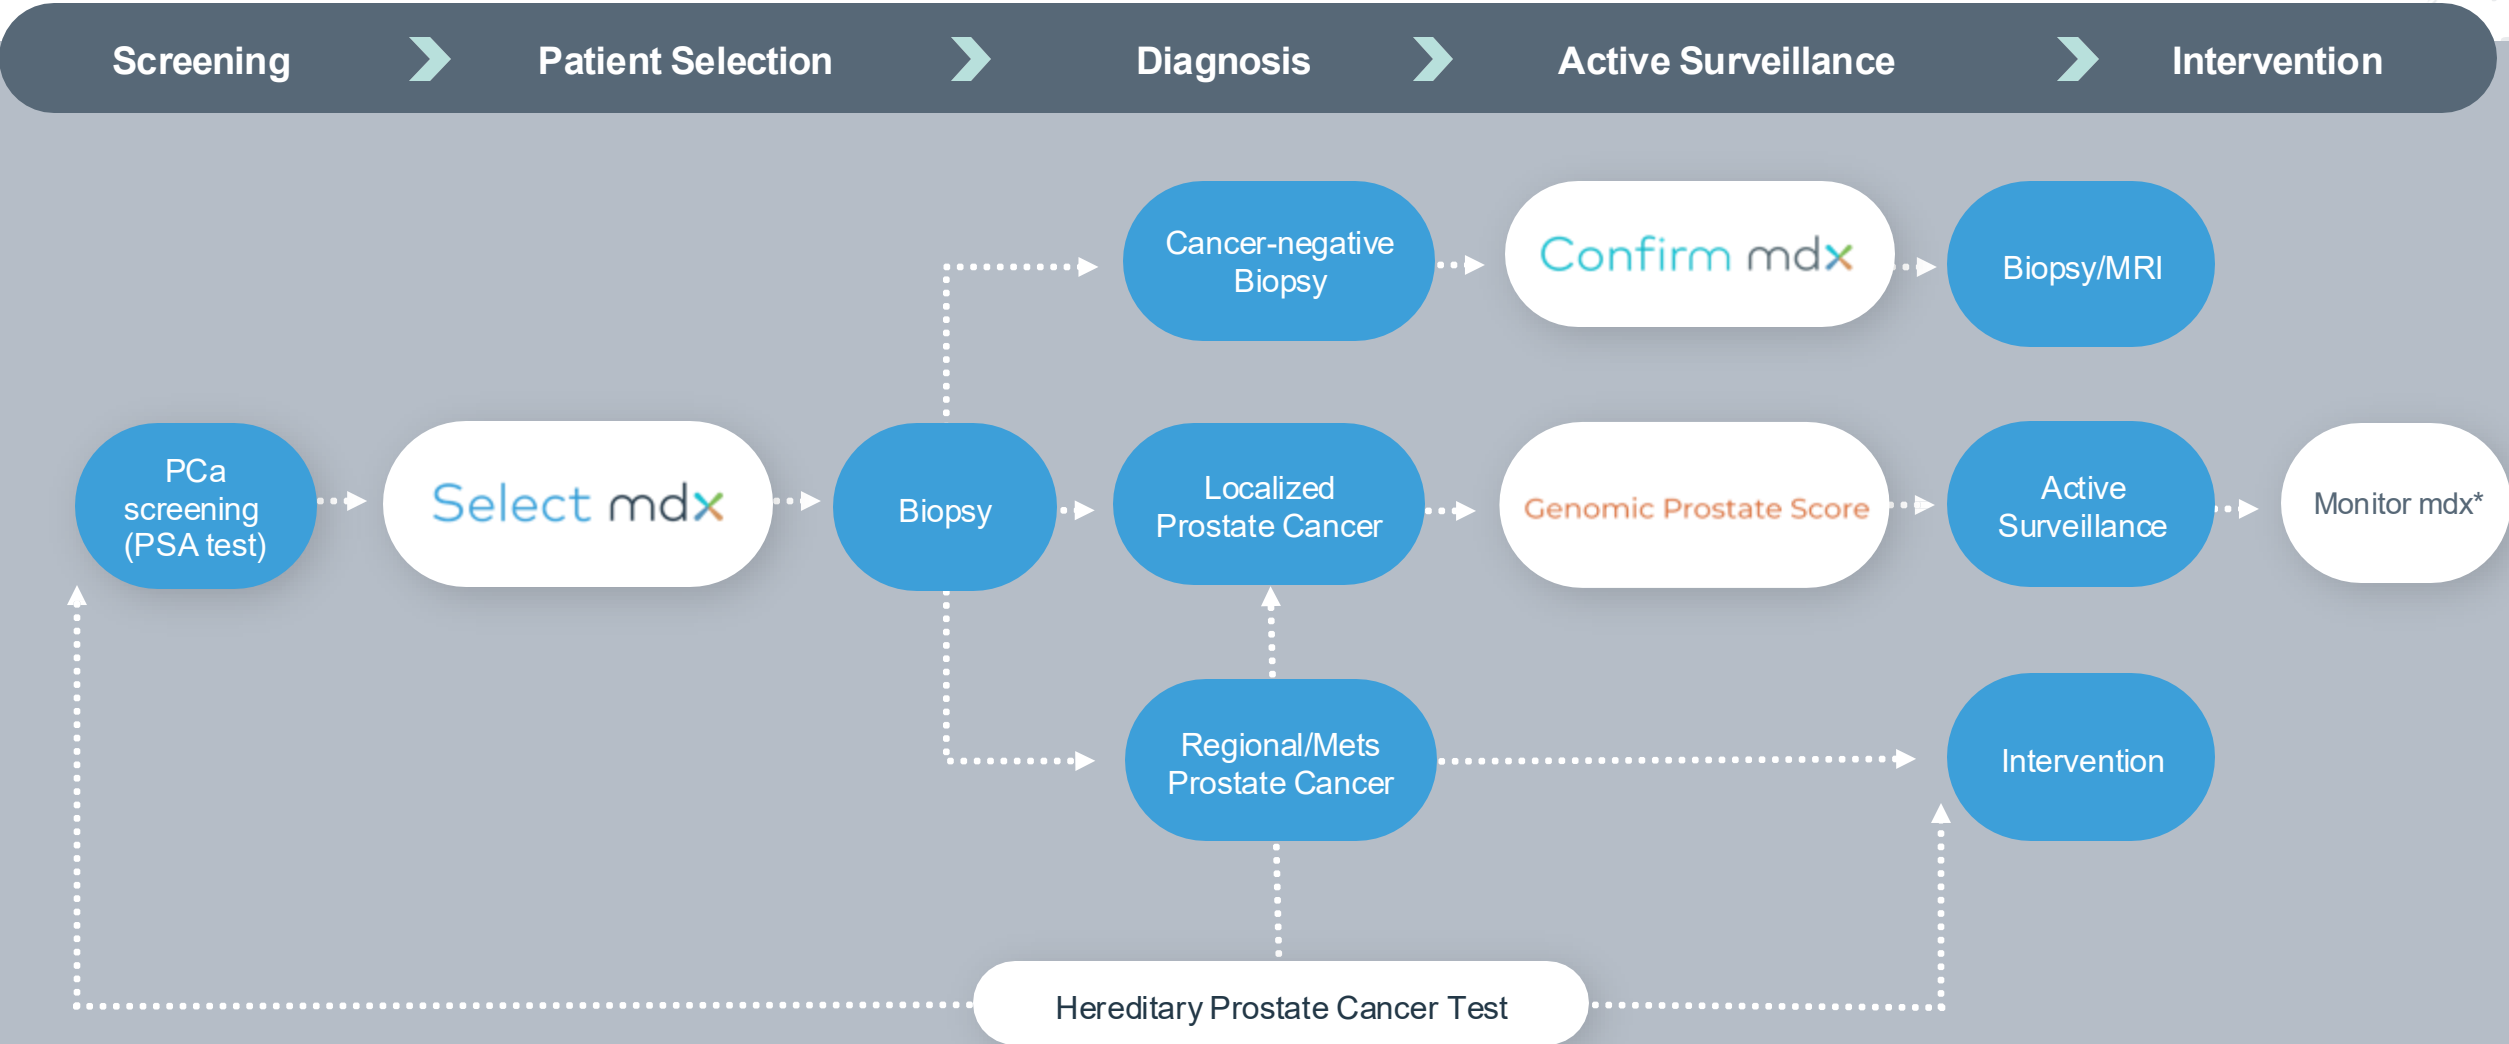 Screening
Patient Selection
Diagnosis
Active Surveillance
Intervention
Cancer-negative
Biopsy
Confirm mdx
Biopsy/MRI
PCa
screening
(PSA test)
Select mdx
Biopsy
Localized
Prostate Cancer
Genomic Prostate Score
Active
Surveillance
Monitor mdx*
Regional/Mets
Prostate Cancer
Intervention
Hereditary Prostate Cancer Test